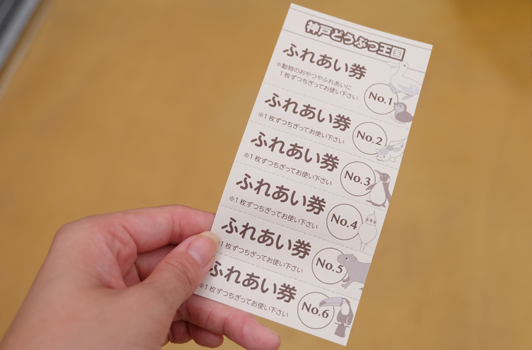 神戸どうぶつ王国
ふれあい券
※動物のおやつやふれあいに
1枚ずつちぎってお使い下さい
No.1
ふれあい券
※1枚ずつちぎってお使い下さい
No.2
ふれあい券
※1枚ずつちぎってお使い下さい
No.3
ふれあい券
※1枚ずつちぎってお使い下さい
No.4
ふれあい券
※1枚ずつちぎってお使い下さい
No.5
ふれあい券
※1枚ずつちぎってお使い下さい
No.6